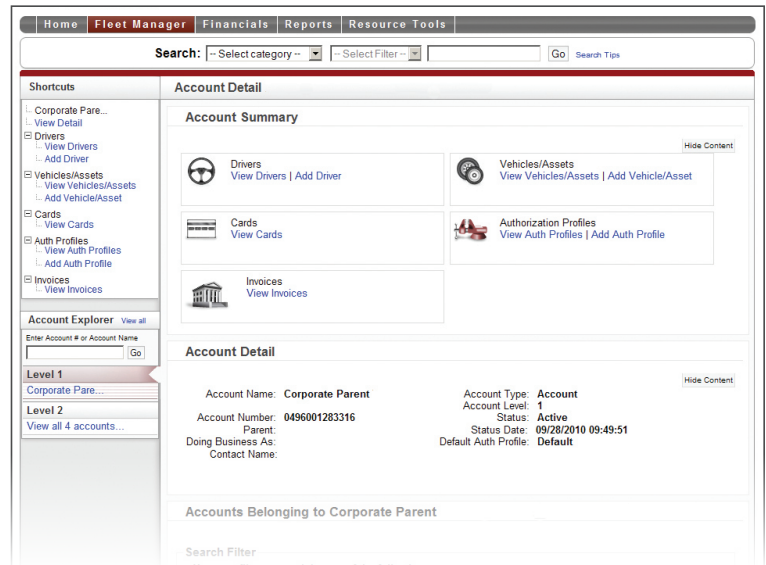 Home Fleet Manager Financials Reports Resource Tools
Search: -- Select category -- -- Select Filter -- Go Search Tips
Shortcuts
Corporate Pare...
View Detail
Drivers
View Drivers
Add Driver
Vehicles/Assets
View Vehicles/Assets
Add Vehicle/Asset
Cards
View Cards
Auth Profiles
View Auth Profiles
Add Auth Profile
Invoices
View Invoices
Account Explorer View all
Enter Account # or Account Name
Go
Level 1
Corporate Pare...
Level 2
View all 4 accounts...
Account Detail
Account Summary
Hide Content
Drivers
View Drivers | Add Driver
Vehicles/Assets
View Vehicles/Assets | Add Vehicle/Asset
Cards
View Cards
Authorization Profiles
View Auth Profiles | Add Auth Profile
Invoices
View Invoices
Account Detail
Hide Content
Account Name: Corporate Parent
Account Number: 0496001283316
Parent:
Doing Business As:
Contact Name:
Account Type: Account
Account Level: 1
Status: Active
Status Date: 09/28/2010 09:49:51
Default Auth Profile: Default
Accounts Belonging to Corporate Parent
Search Filter